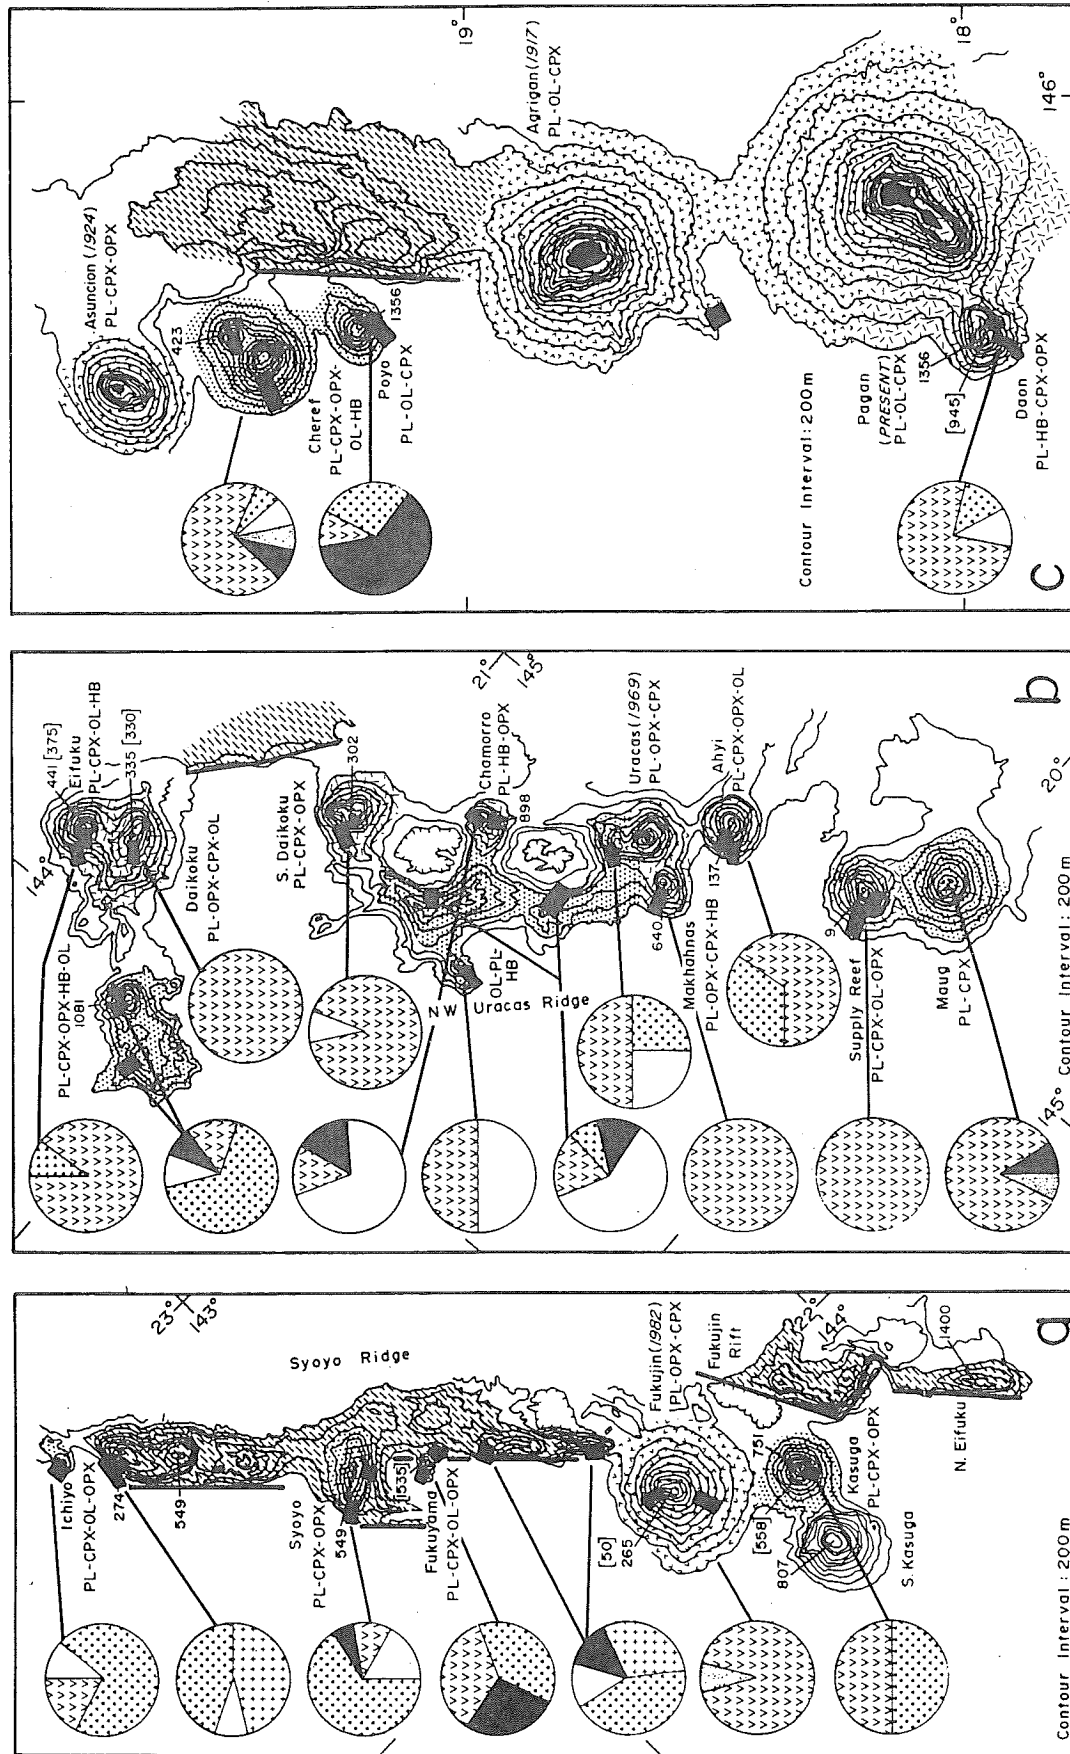 19°
18°
146°
Asuncion (1924)
PL-CPX-OPX
423
Cheref
PL-CPX-OPX-
OL-HB
1356
Poyo
PL-OL-CPX
Agrigan (1917)
PL-OL-CPX
Contour Interval: 200m
Pagan
(PRESENT)
PL-OL-CPX
1356
[945]
Daon
PL-HB-CPX-OPX
c
144°
441 [375]
Eifuku
PL-CPX-OL-HB
335 [330]
PL-CPX-OPX-HB-OL
1081
Daikoku
PL-OPX-CPX-OL
S. Daikoku
PL-CPX-OPX
302
21°
145°
Chamorro
PL-HB-OPX
898
OL-PL-
HB
NW Uracas Ridge
Uracas (1969)
PL-OPX-CPX
640
Makhahnas
PL-OPX-CPX-HB
137
Ahyi
PL-CPX-OPX-OL
9
Supply Reef
PL-CPX-OL-OPX
Maug
PL-CPX
20°
145°
Contour Interval: 200m
b
23°
143°
Ichiyo
PL-CPX-OL-OPX
274
549
Syoyo Ridge
Syoyo
PL-CPX-OPX
549
[535]
Fukuyama
PL-CPX-OL-OPX
[50]
265
Fukujin (1982)
PL-OPX-CPX
Fukujin
Rift
22°
144°
751
[558]
807
Kasuga
PL-CPX-OPX
S. Kasuga
1400
N. Eifuku
Contour Interval: 200m
a